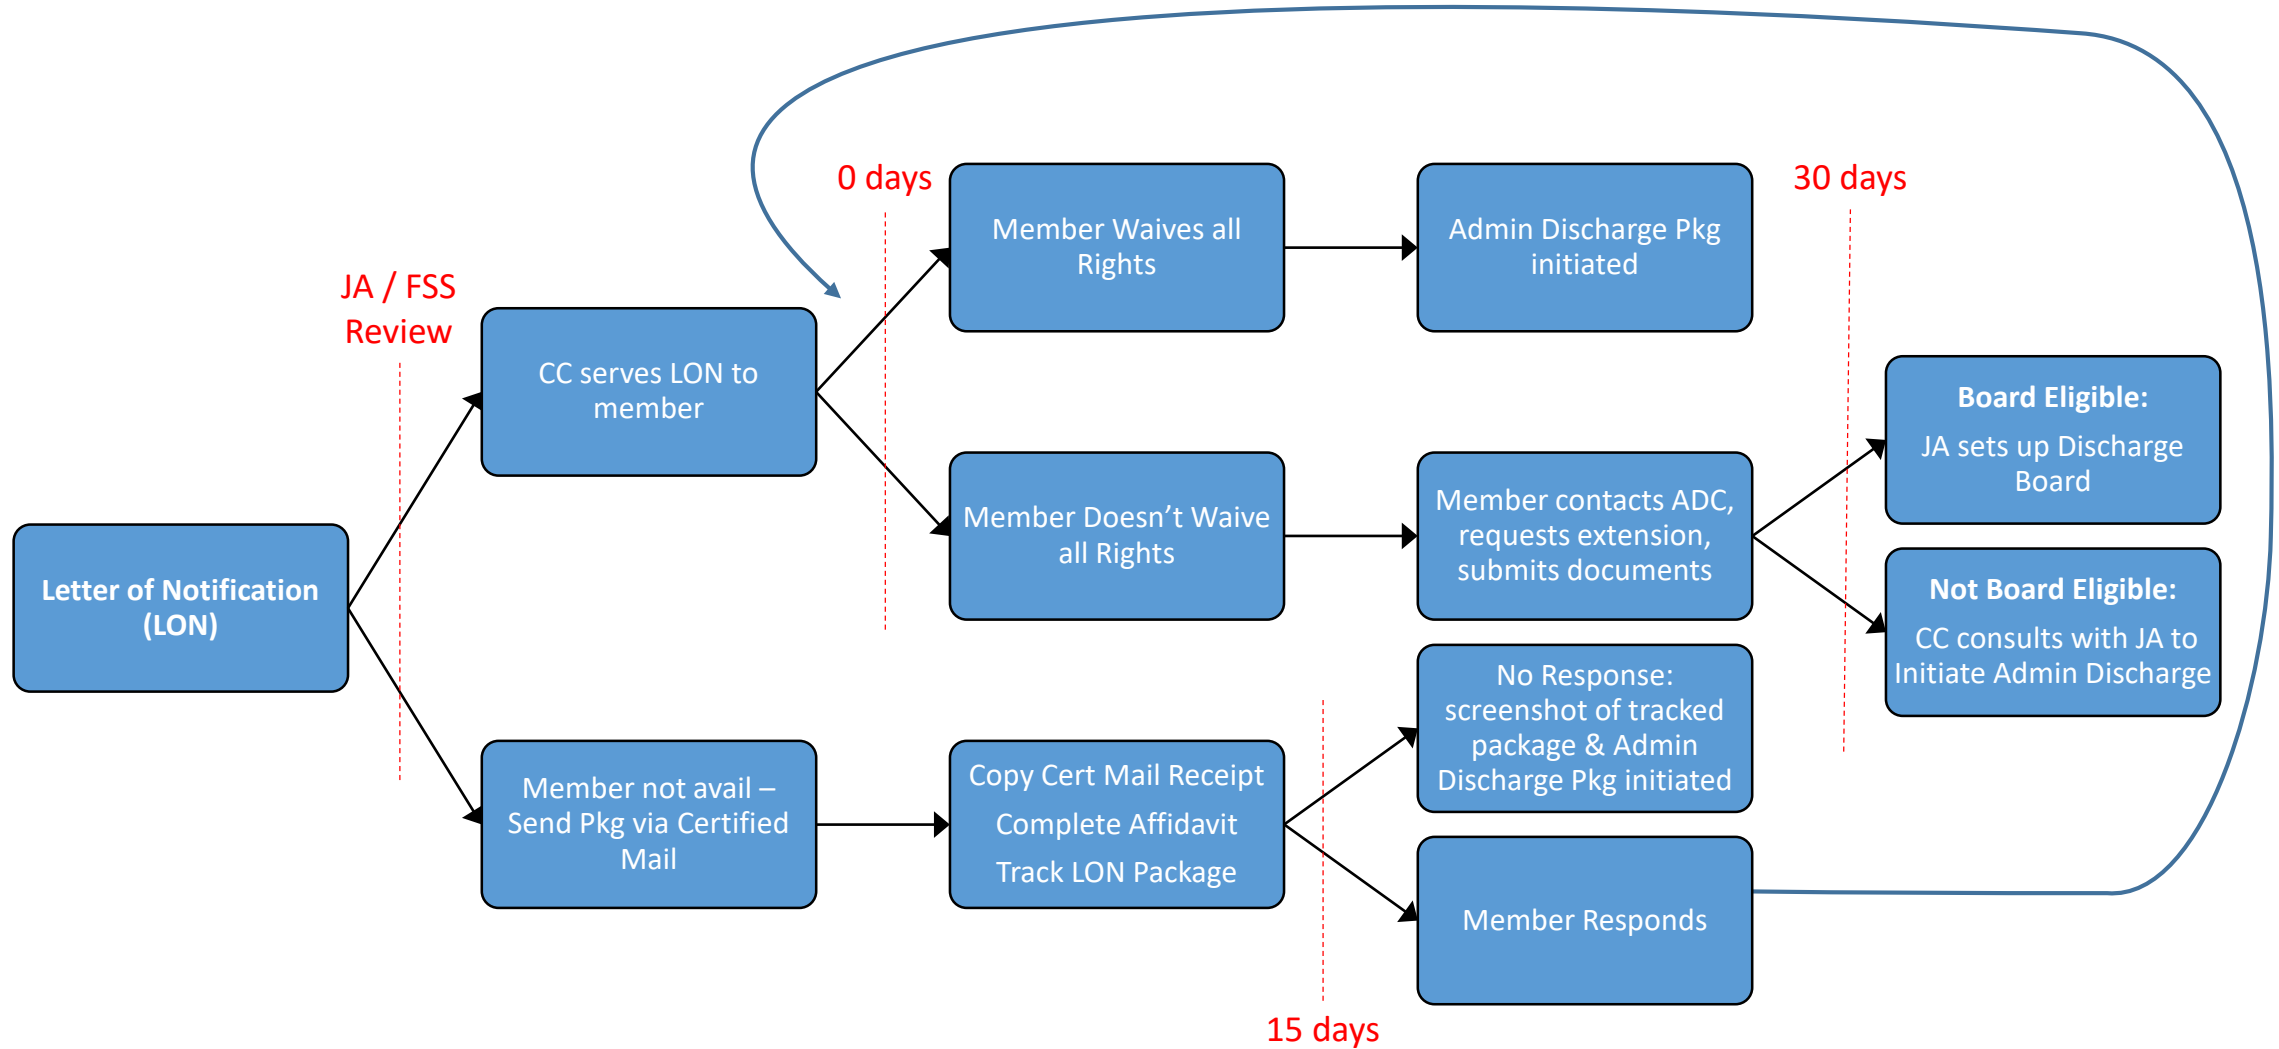 0 days
Member Waives all
Rights
Admin Discharge Pkg
initiated
30 days
JA / FSS
Review
CC serves LON to
member
Board Eligible:
JA sets up Discharge
Board
Member Doesn’t Waive
all Rights
Member contacts ADC,
requests extension,
submits documents
Letter of Notification
(LON)
Not Board Eligible:
CC consults with JA to
Initiate Admin Discharge
No Response:
screenshot of tracked
package & Admin
Discharge Pkg initiated
Member not avail –
Send Pkg via Certified
Mail
Copy Cert Mail Receipt
Complete Affidavit
Track LON Package
Member Responds
15 days